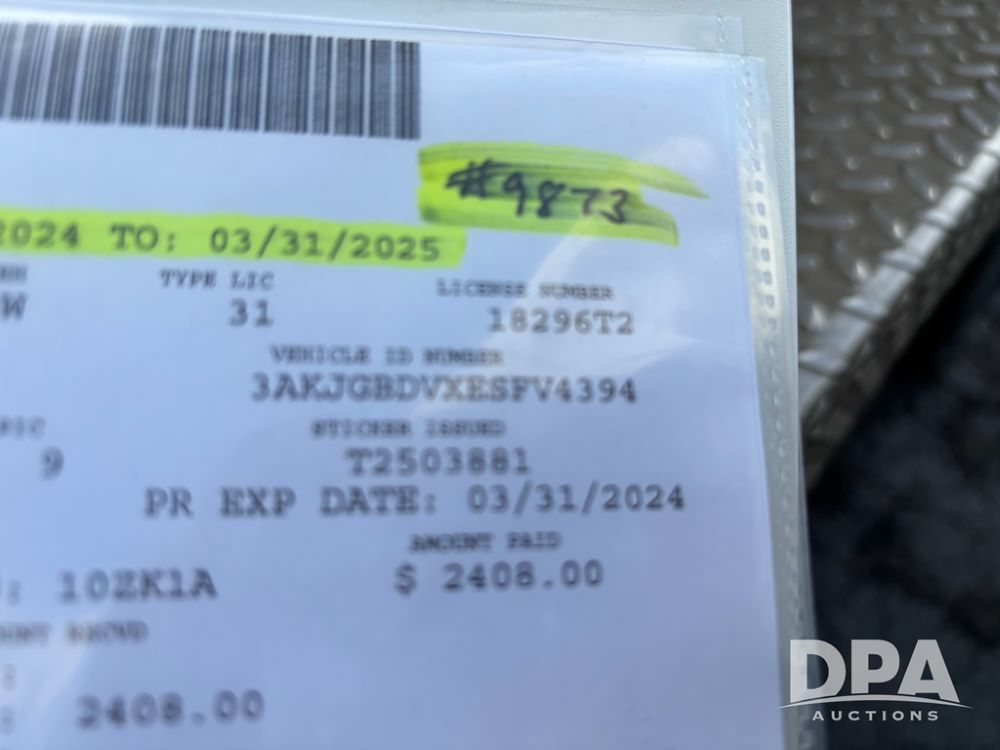 #9873
2024 TO: 03/31/2025
TYPE LIC LICENSE NUMBER
W 31 18296T2
VEHICLE ID NUMBER
3AKJGBDVXESFV4394
STICKER ISSUED
9 T2503881
PR EXP DATE: 03/31/2024
AMOUNT PAID
: 10ZK1A $ 2408.00
RECVD
:
: 2408.00
DPA
AUCTIONS